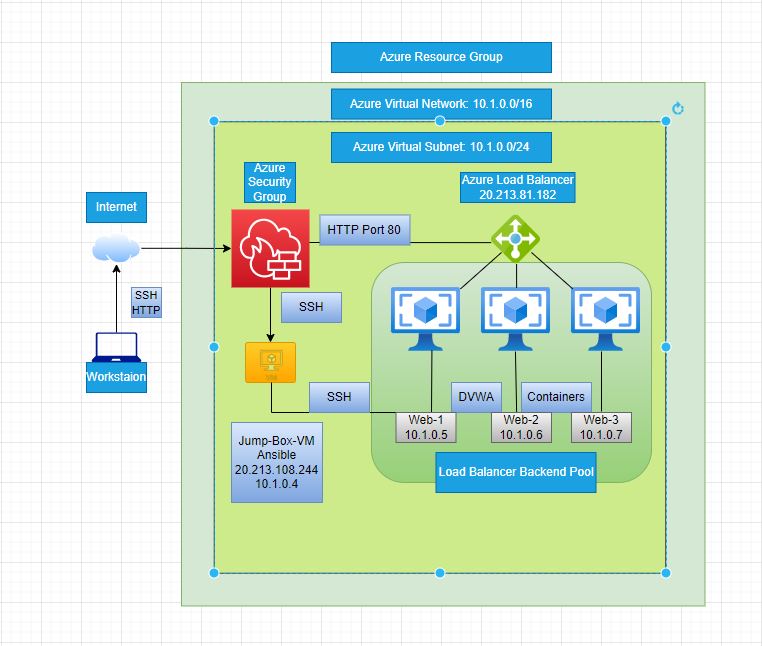 Azure Resource Group
Azure Virtual Network: 10.1.0.0/16
Azure Virtual Subnet: 10.1.0.0/24
Azure
Security
Group
Azure Load Balancer
20.213.81.182
Internet
HTTP Port 80
SSH
HTTP
SSH
Workstaion
VM
SSH
DVWA
Containers
Web-1
10.1.0.5
Web-2
10.1.0.6
Web-3
10.1.0.7
Jump-Box-VM
Ansible
20.213.108.244
10.1.0.4
Load Balancer Backend Pool